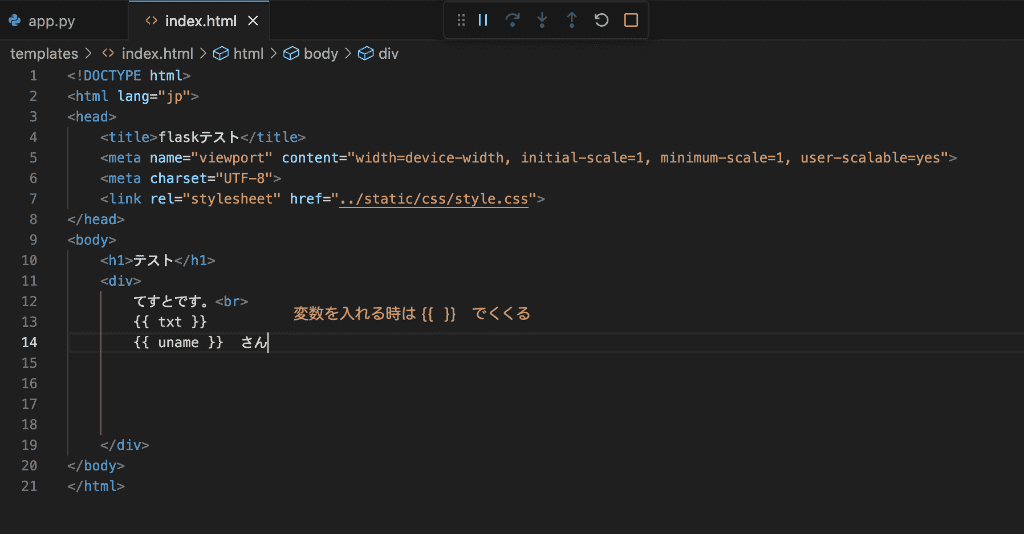 app.py
index.html
templates > index.html > html > body > div
1 <!DOCTYPE html>
2 <html lang="jp">
3 <head>
4 <title>flaskテスト</title>
5 <meta name="viewport" content="width=device-width, initial-scale=1, minimum-scale=1, user-scalable=yes">
6 <meta charset="UTF-8">
7 <link rel="stylesheet" href="../static/css/style.css">
8 </head>
9 <body>
10 <h1>テスト</h1>
11 <div>
12 てすとです。<br>
変数を入れる時は {{ }} でくくる
13 {{ txt }}
14 {{ uname }} さん
15
16
17
18
19 </div>
20 </body>
21 </html>